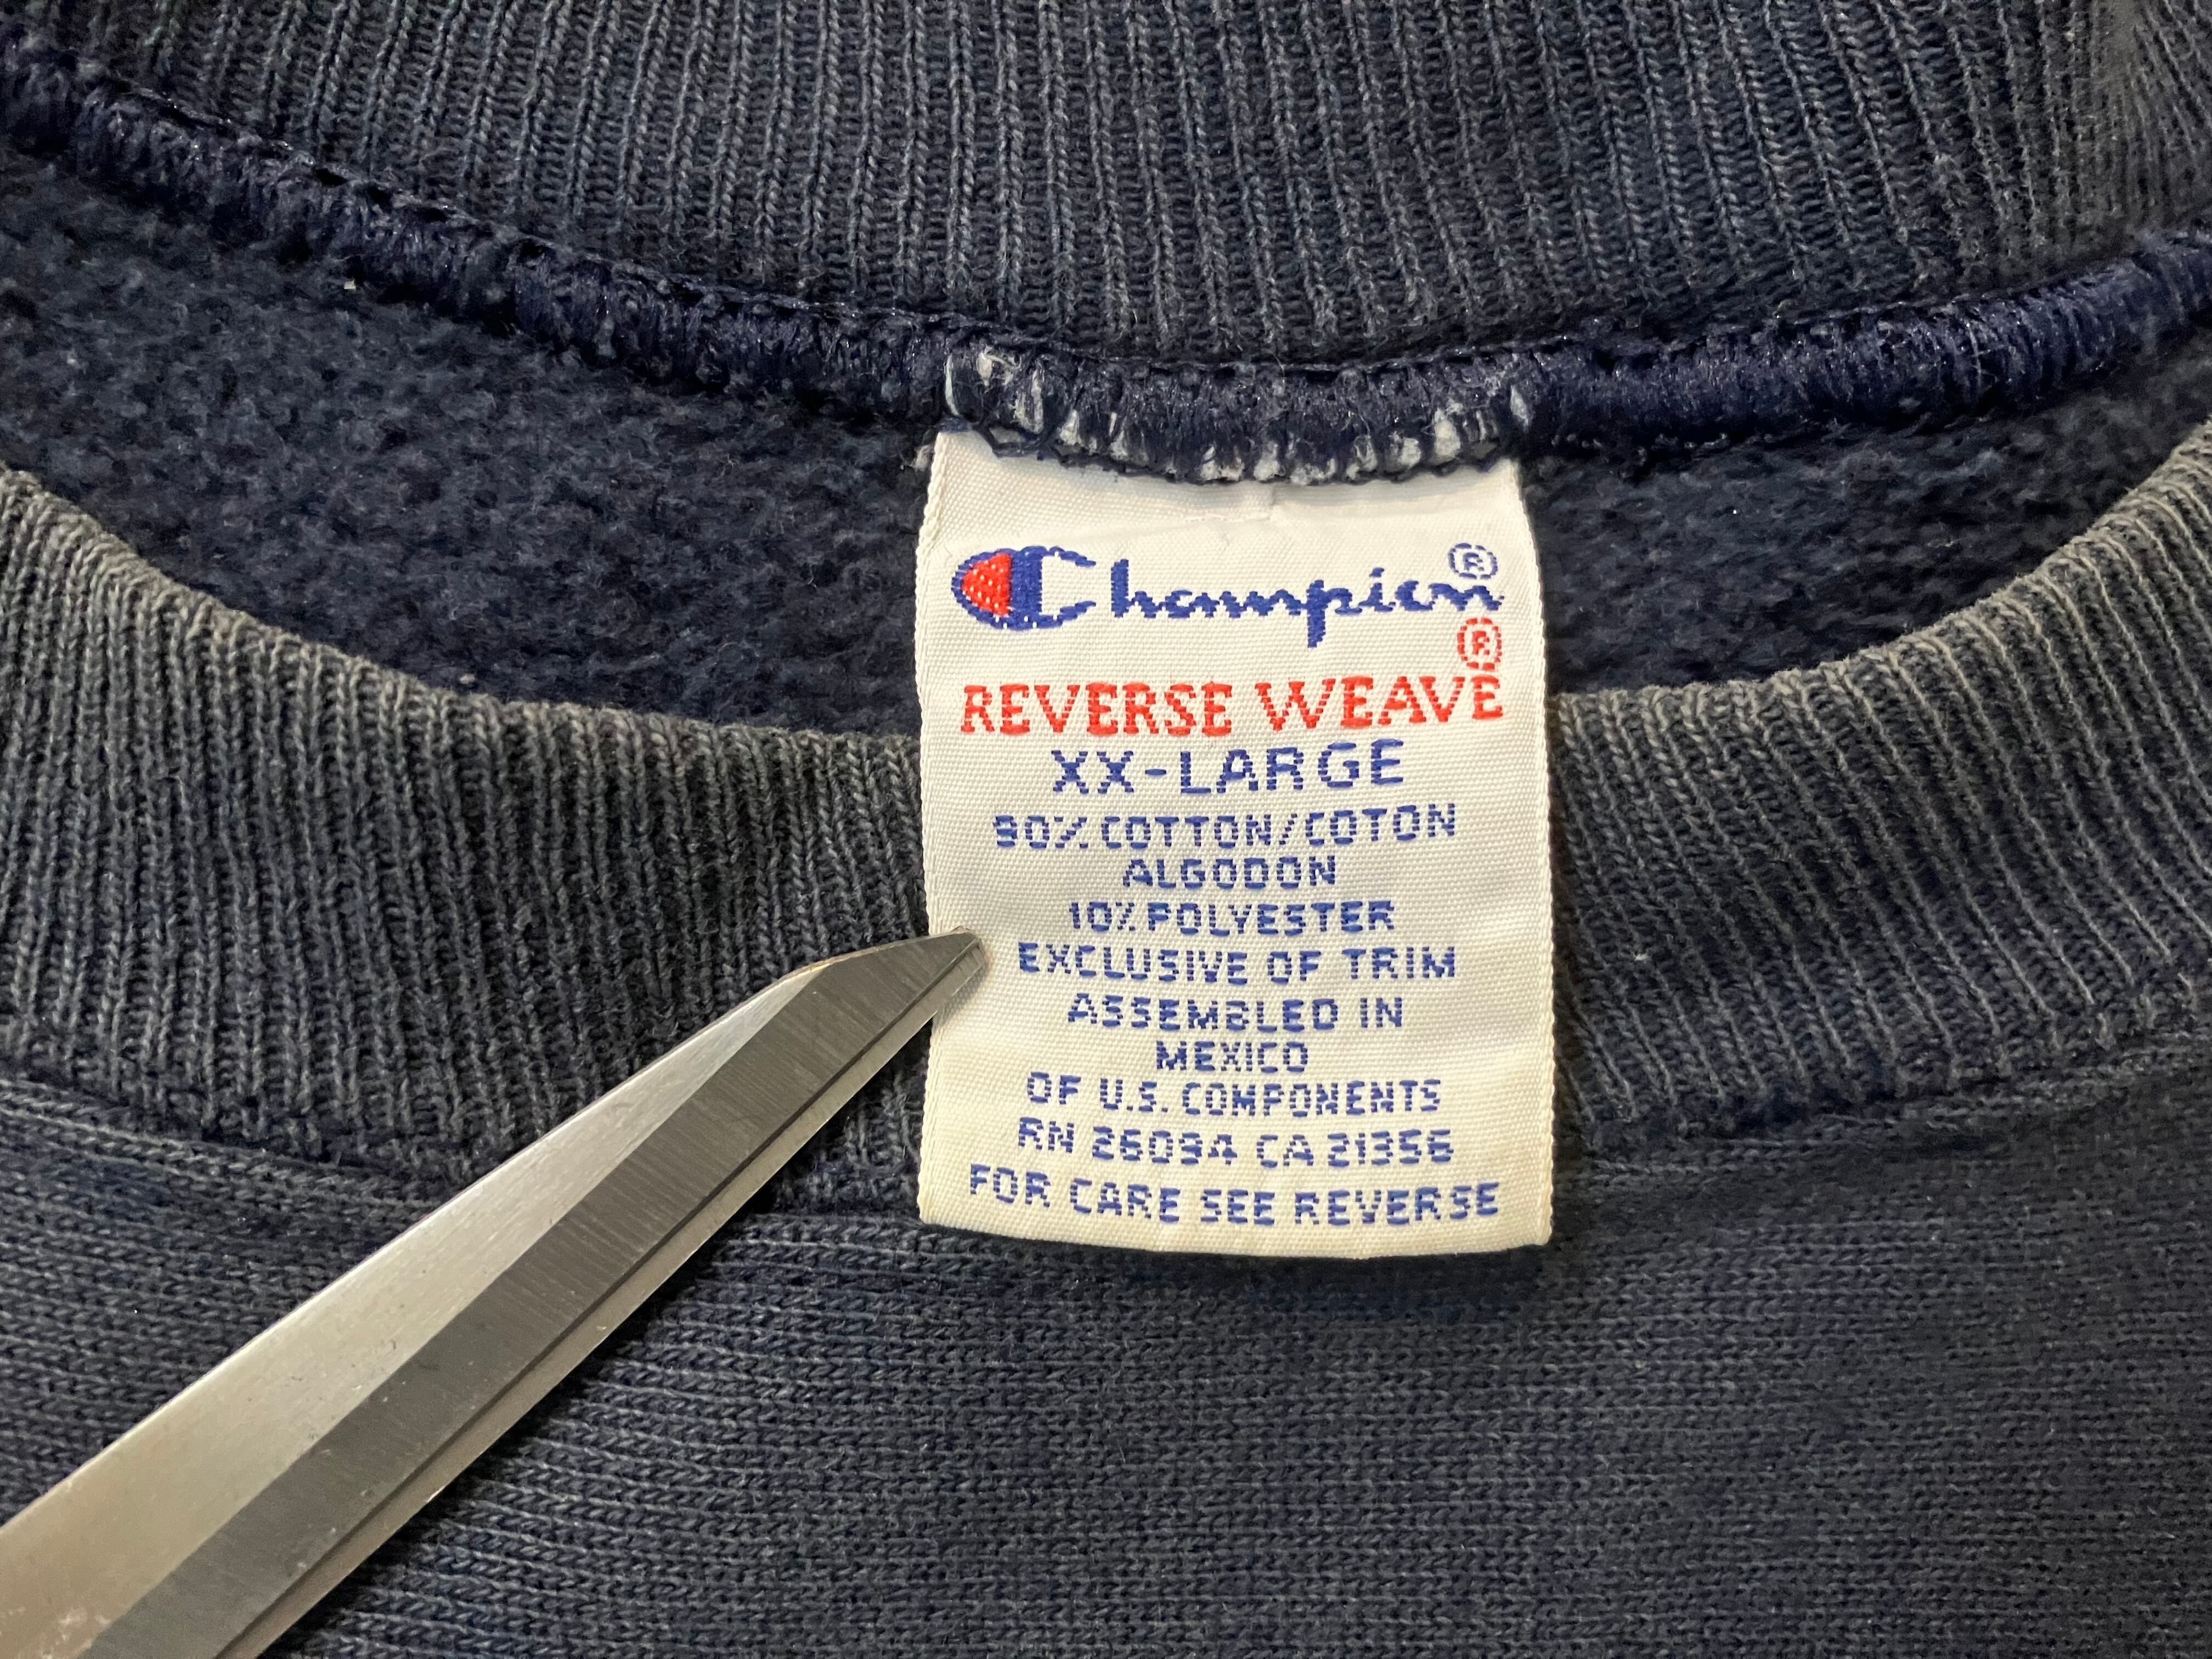 Champion®
®
REVERSE WEAVE
XX-LARGE
90% COTTON/COTON
ALGODON
10% POLYESTER
EXCLUSIVE OF TRIM
ASSEMBLED IN
MEXICO
OF U.S. COMPONENTS
RN 26094 CA 21356
FOR CARE SEE REVERSE